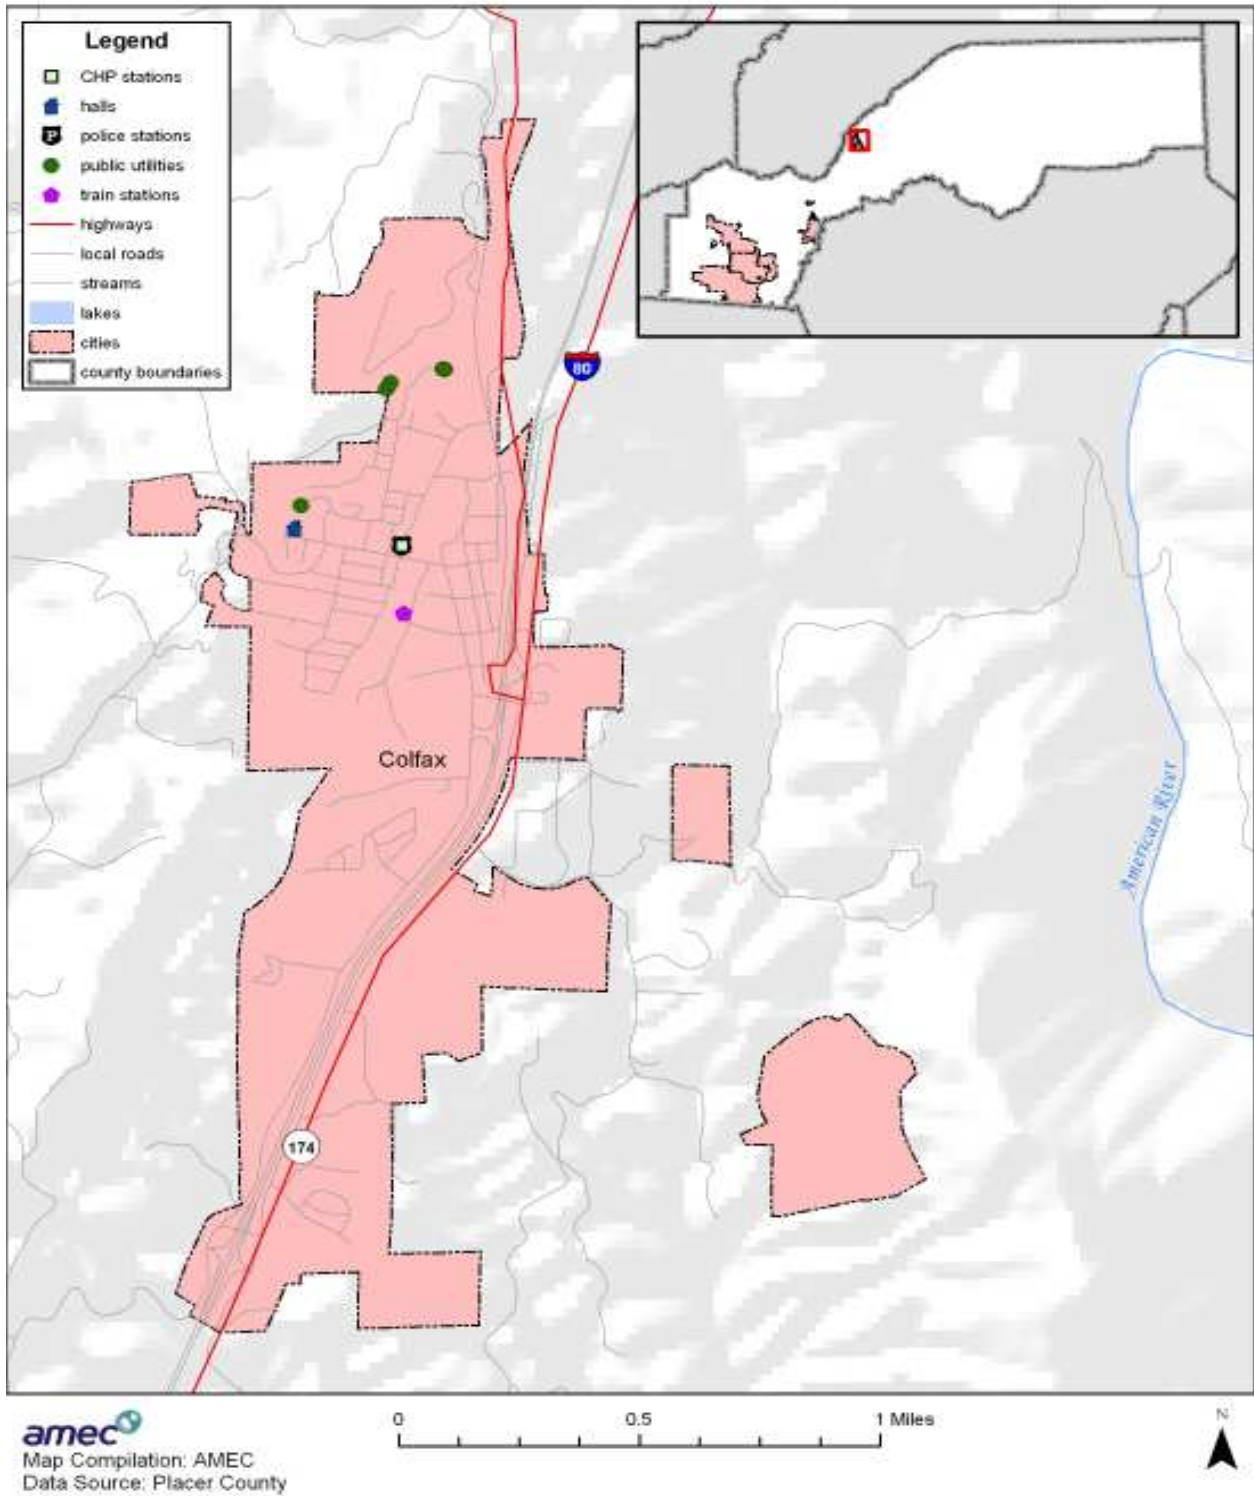 Legend
CHP stations
halls
P
police stations
public utilities
train stations
highways
local roads
streams
lakes
cities
county boundaries
80
Colfax
American River
174
amec
Map Compilation: AMEC
Data Source: Placer County
0 0.5 1 Miles
N